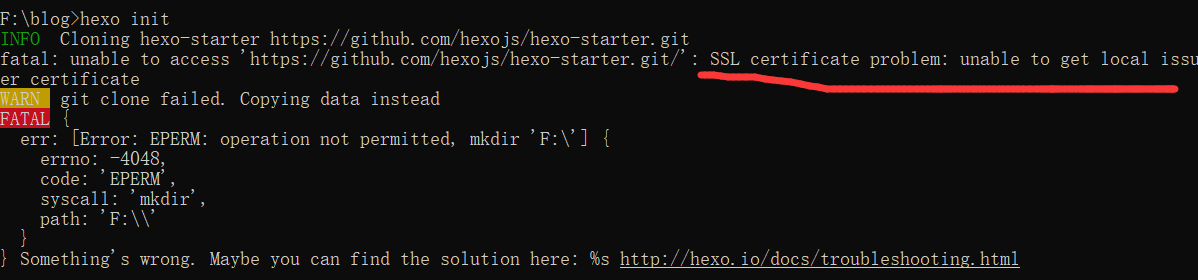 F:\blog>hexo init
INFO  Cloning hexo-starter https://github.com/hexojs/hexo-starter.git
fatal: unable to access 'https://github.com/hexojs/hexo-starter.git/': SSL certificate problem: unable to get local issu
er certificate
WARN  git clone failed. Copying data instead
FATAL {
  err: [Error: EPERM: operation not permitted, mkdir 'F:\'] {
    errno: -4048,
    code: 'EPERM',
    syscall: 'mkdir',
    path: 'F:\\'
  }
} Something's wrong. Maybe you can find the solution here: %s http://hexo.io/docs/troubleshooting.html